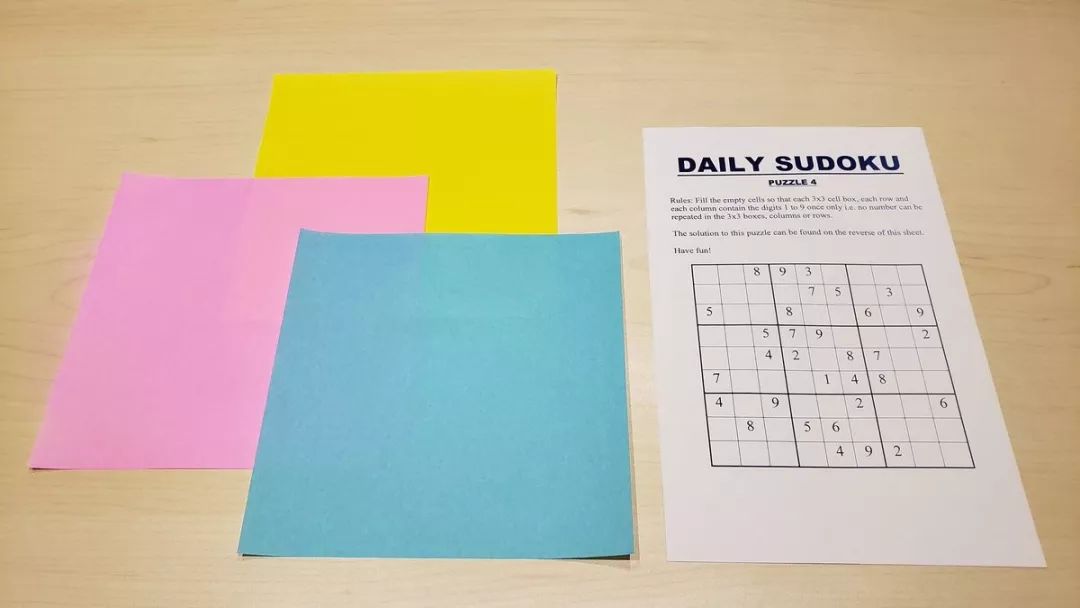 DAILY SUDOKU
PUZZLE 4
Rules: Fill the empty cells so that each 3x3 cell box, each row and
each column contain the digits 1 to 9 once only i.e. no number can be
repeated in the 3x3 boxes, columns or rows.
The solution to this puzzle can be found on the reverse of this sheet.
Have fun!
8 9 3
7 5 3
5 8 6 9
5 7 9 2
4 2 8 7
7 1 4 8
4 9 2 6
8 5 6
4 9 2